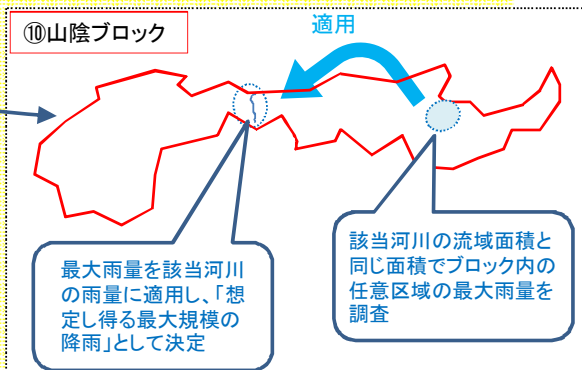 ⑩山陰ブロック
適用
最大雨量を該当河川
の雨量に適用し、「想
定し得る最大規模の
降雨」として決定
該当河川の流域面積と
同じ面積でブロック内の
任意区域の最大雨量を
調査